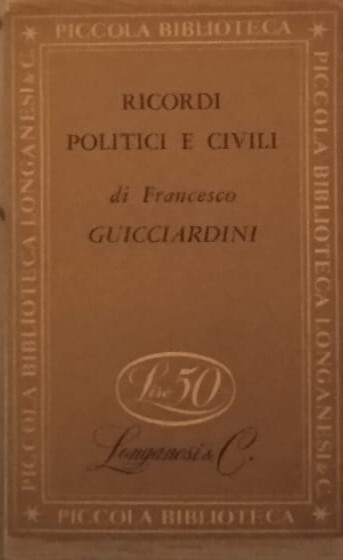 * PICCOLA BIBLIOTECA *
PICCOLA BIBLIOTECA LONGANESI & C.
PICCOLA BIBLIOTECA LONGANESI & C.
RICORDI
POLITICI E CIVILI
di Francesco
GUICCIARDINI
Lire 50
Longanesi & C.
* PICCOLA BIBLIOTECA *